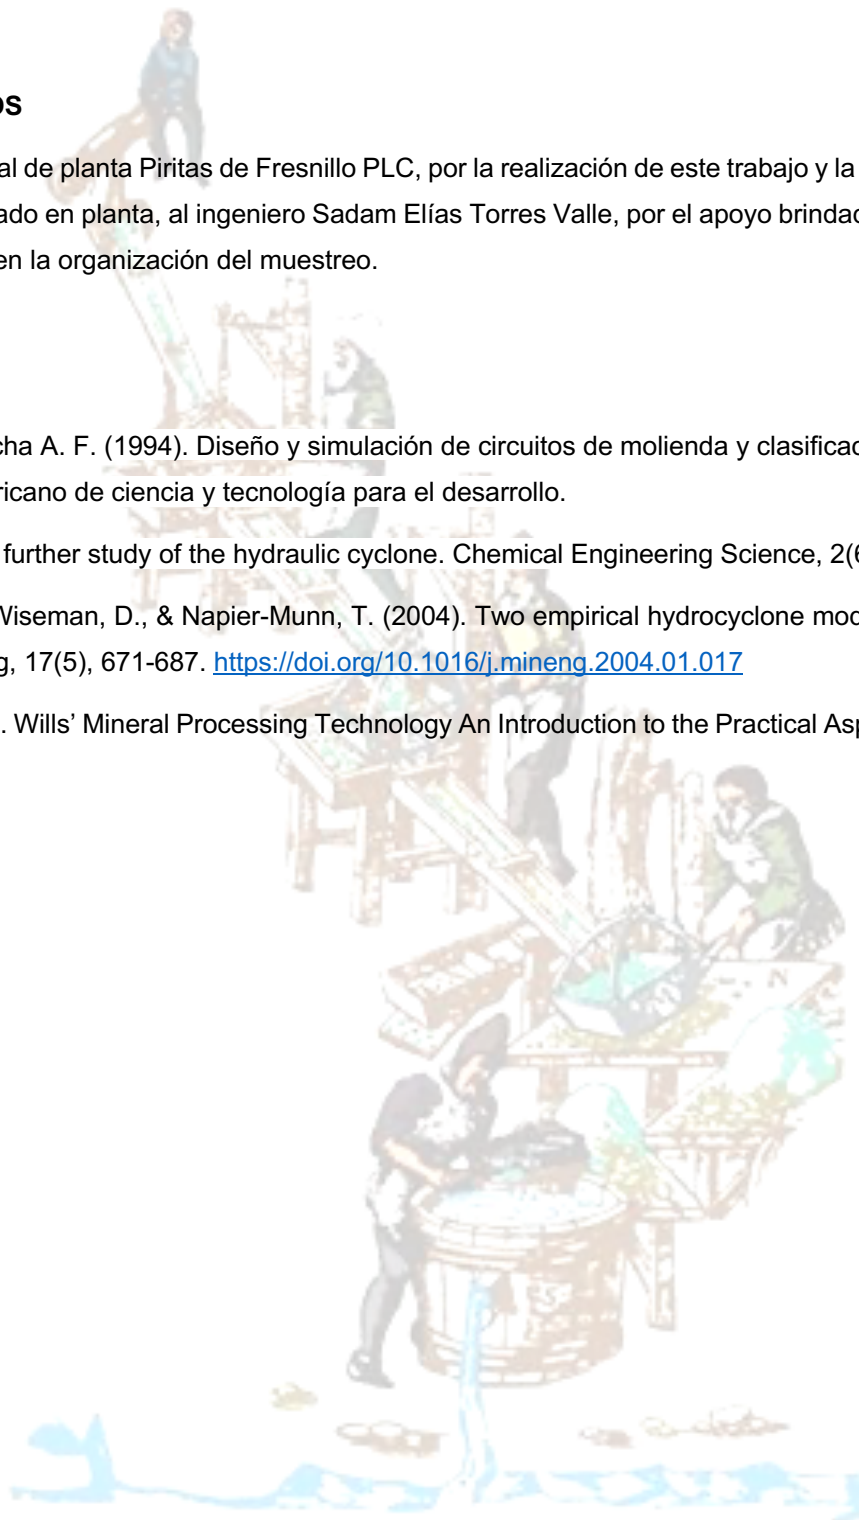 os
al de planta Piritas de Fresnillo PLC, por la realización de este trabajo y la
ado en planta, al ingeniero Sadam Elías Torres Valle, por el apoyo brindad
en la organización del muestreo.
cha A. F. (1994). Diseño y simulación de circuitos de molienda y clasificac
ricano de ciencia y tecnología para el desarrollo.
further study of the hydraulic cyclone. Chemical Engineering Science, 2(6
Wiseman, D., & Napier-Munn, T. (2004). Two empirical hydrocyclone mod
g, 17(5), 671-687. https://doi.org/10.1016/j.mineng.2004.01.017
. Wills’ Mineral Processing Technology An Introduction to the Practical Asp